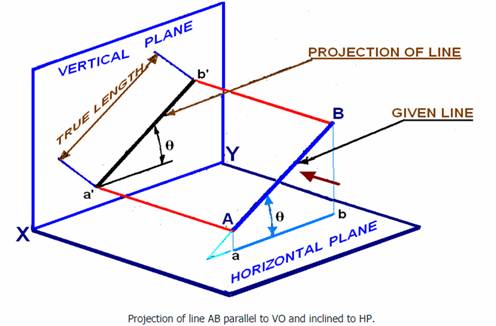 VERTICAL PLANE
b'
PROJECTION OF LINE
TRUE LENGTH
B
GIVEN LINE
θ
Y
a'
A
θ
b
X
a
HORIZONTAL PLANE
Projection of line AB parallel to VO and inclined to HP.